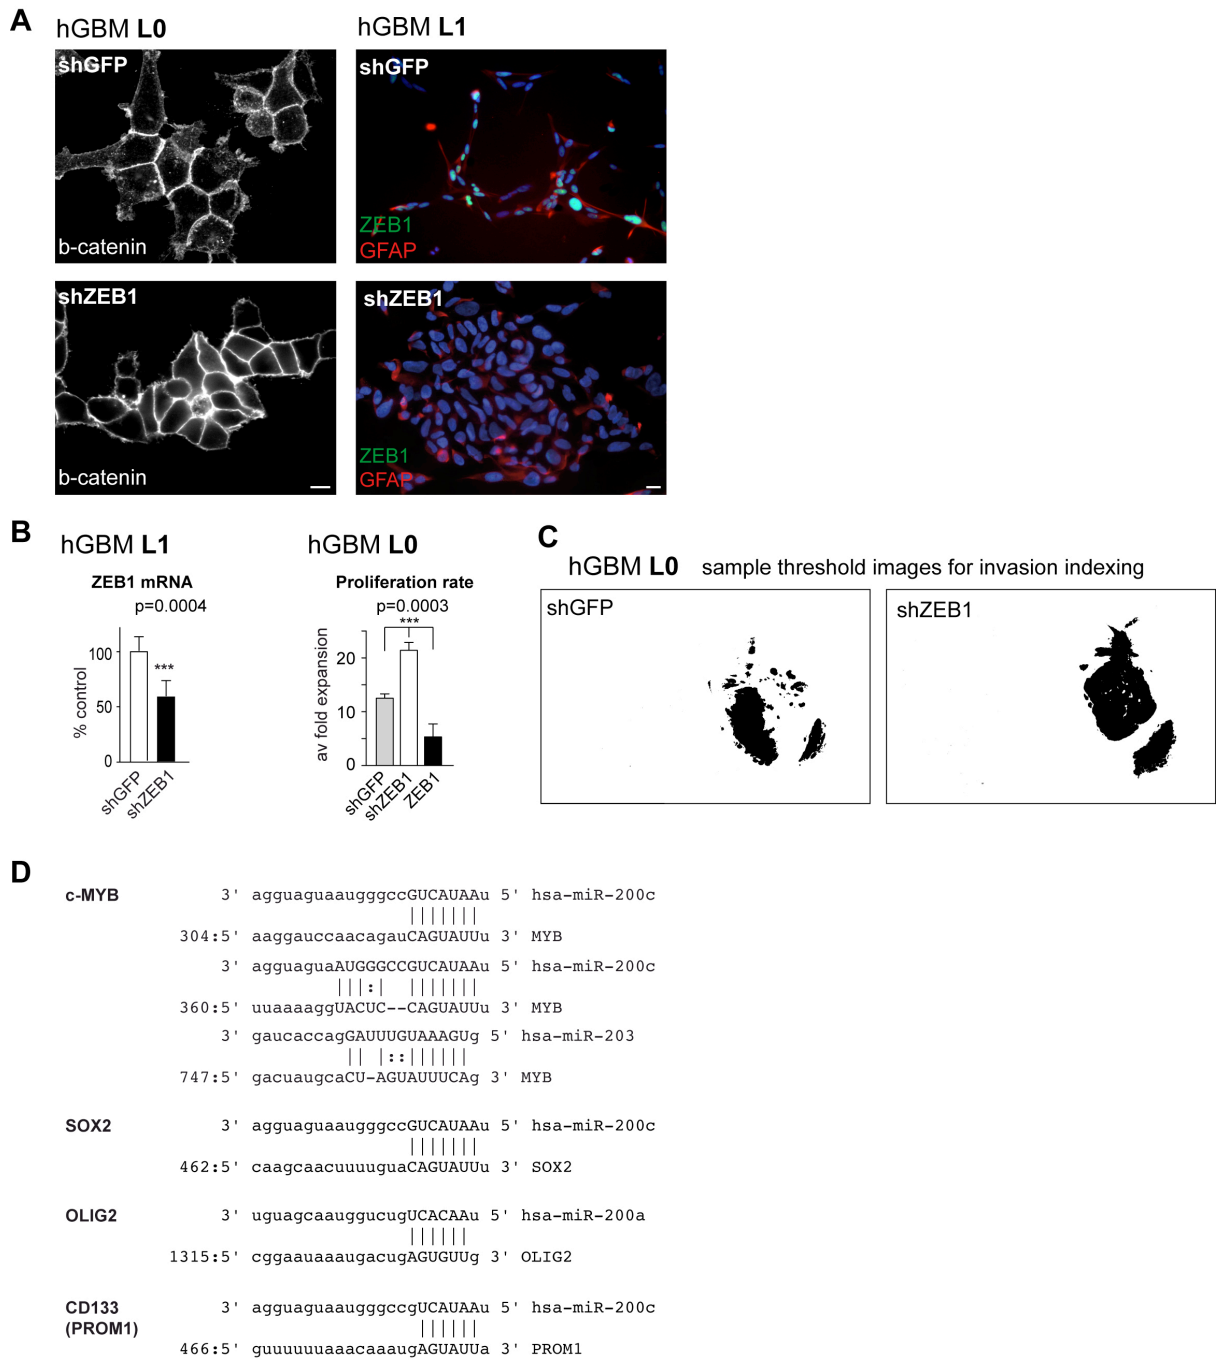 A
hGBM L0
hGBM L1
shGFP
b-catenin
shGFP
ZEB1
GFAP
shZEB1
b-catenin
shZEB1
ZEB1
GFAP
B
hGBM L1
ZEB1 mRNA
p=0.0004
% control
100
50
0
***
shGFP
shZEB1
hGBM L0
Proliferation rate
p=0.0003
***
av fold expansion
20
10
0
shGFP
shZEB1
ZEB1
C
hGBM L0 sample threshold images for invasion indexing
shGFP
shZEB1
D
c-MYB
3' agguaguaaugggccGUCAUAAu 5' hsa-miR-200c
|||||||
304:5' aaggauccaacagauCAGUAUUu 3' MYB
3' agguaguaAUGGGCCGUCAUAAu 5' hsa-miR-200c
|||:| |||||||
360:5' uuaaaaggUACUC--CAGUAUUu 3' MYB
3' gaucaccagGAUUUGUAAAGUg 5' hsa-miR-203
|| |::||||||
747:5' gacuaugcaCU-AGUAUUUCAg 3' MYB
SOX2
3' agguaguaaugggccGUCAUAAu 5' hsa-miR-200c
|||||||
462:5' caagcaacuuuuguaCAGUAUUu 3' SOX2
OLIG2
3' uguagcaauggucugUCACAAu 5' hsa-miR-200a
||||||
1315:5' cggaauaaaugacugAGUGUUg 3' OLIG2
CD133
(PROM1)
3' agguaguaaugggccgUCAUAAu 5' hsa-miR-200c
||||||
466:5' guuuuuuaaacaaaugAGUAUUa 3' PROM1